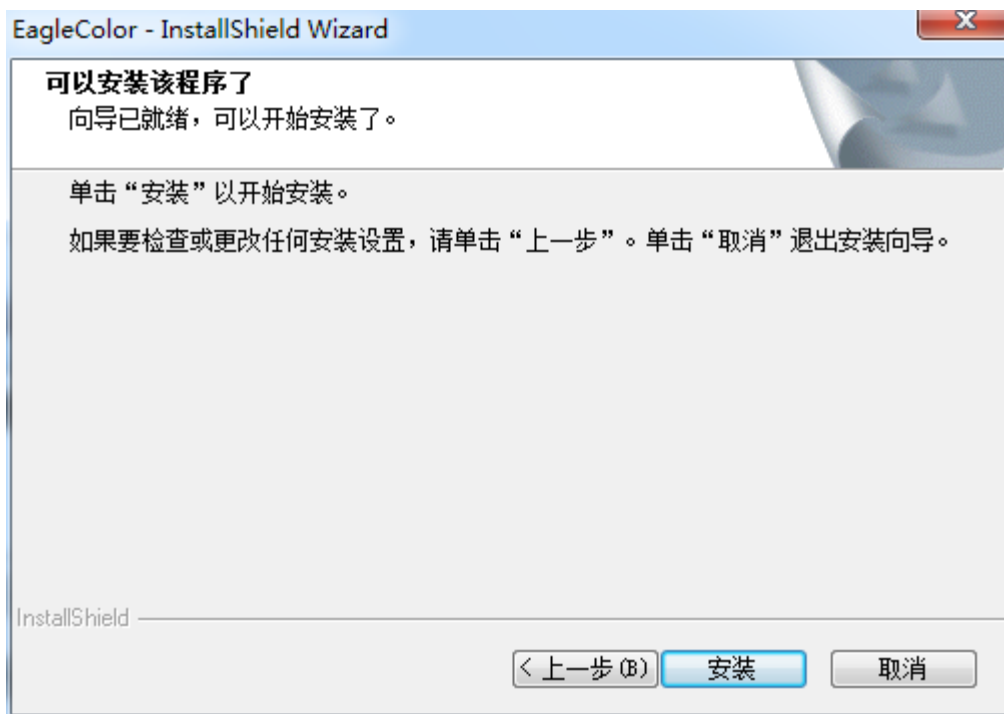 EagleColor - InstallShield Wizard
可以安装该程序了
向导已就绪，可以开始安装了。
单击“安装”以开始安装。
如果要检查或更改任何安装设置，请单击“上一步”。单击“取消”退出安装向导。
InstallShield
< 上一步(B)
安装
取消